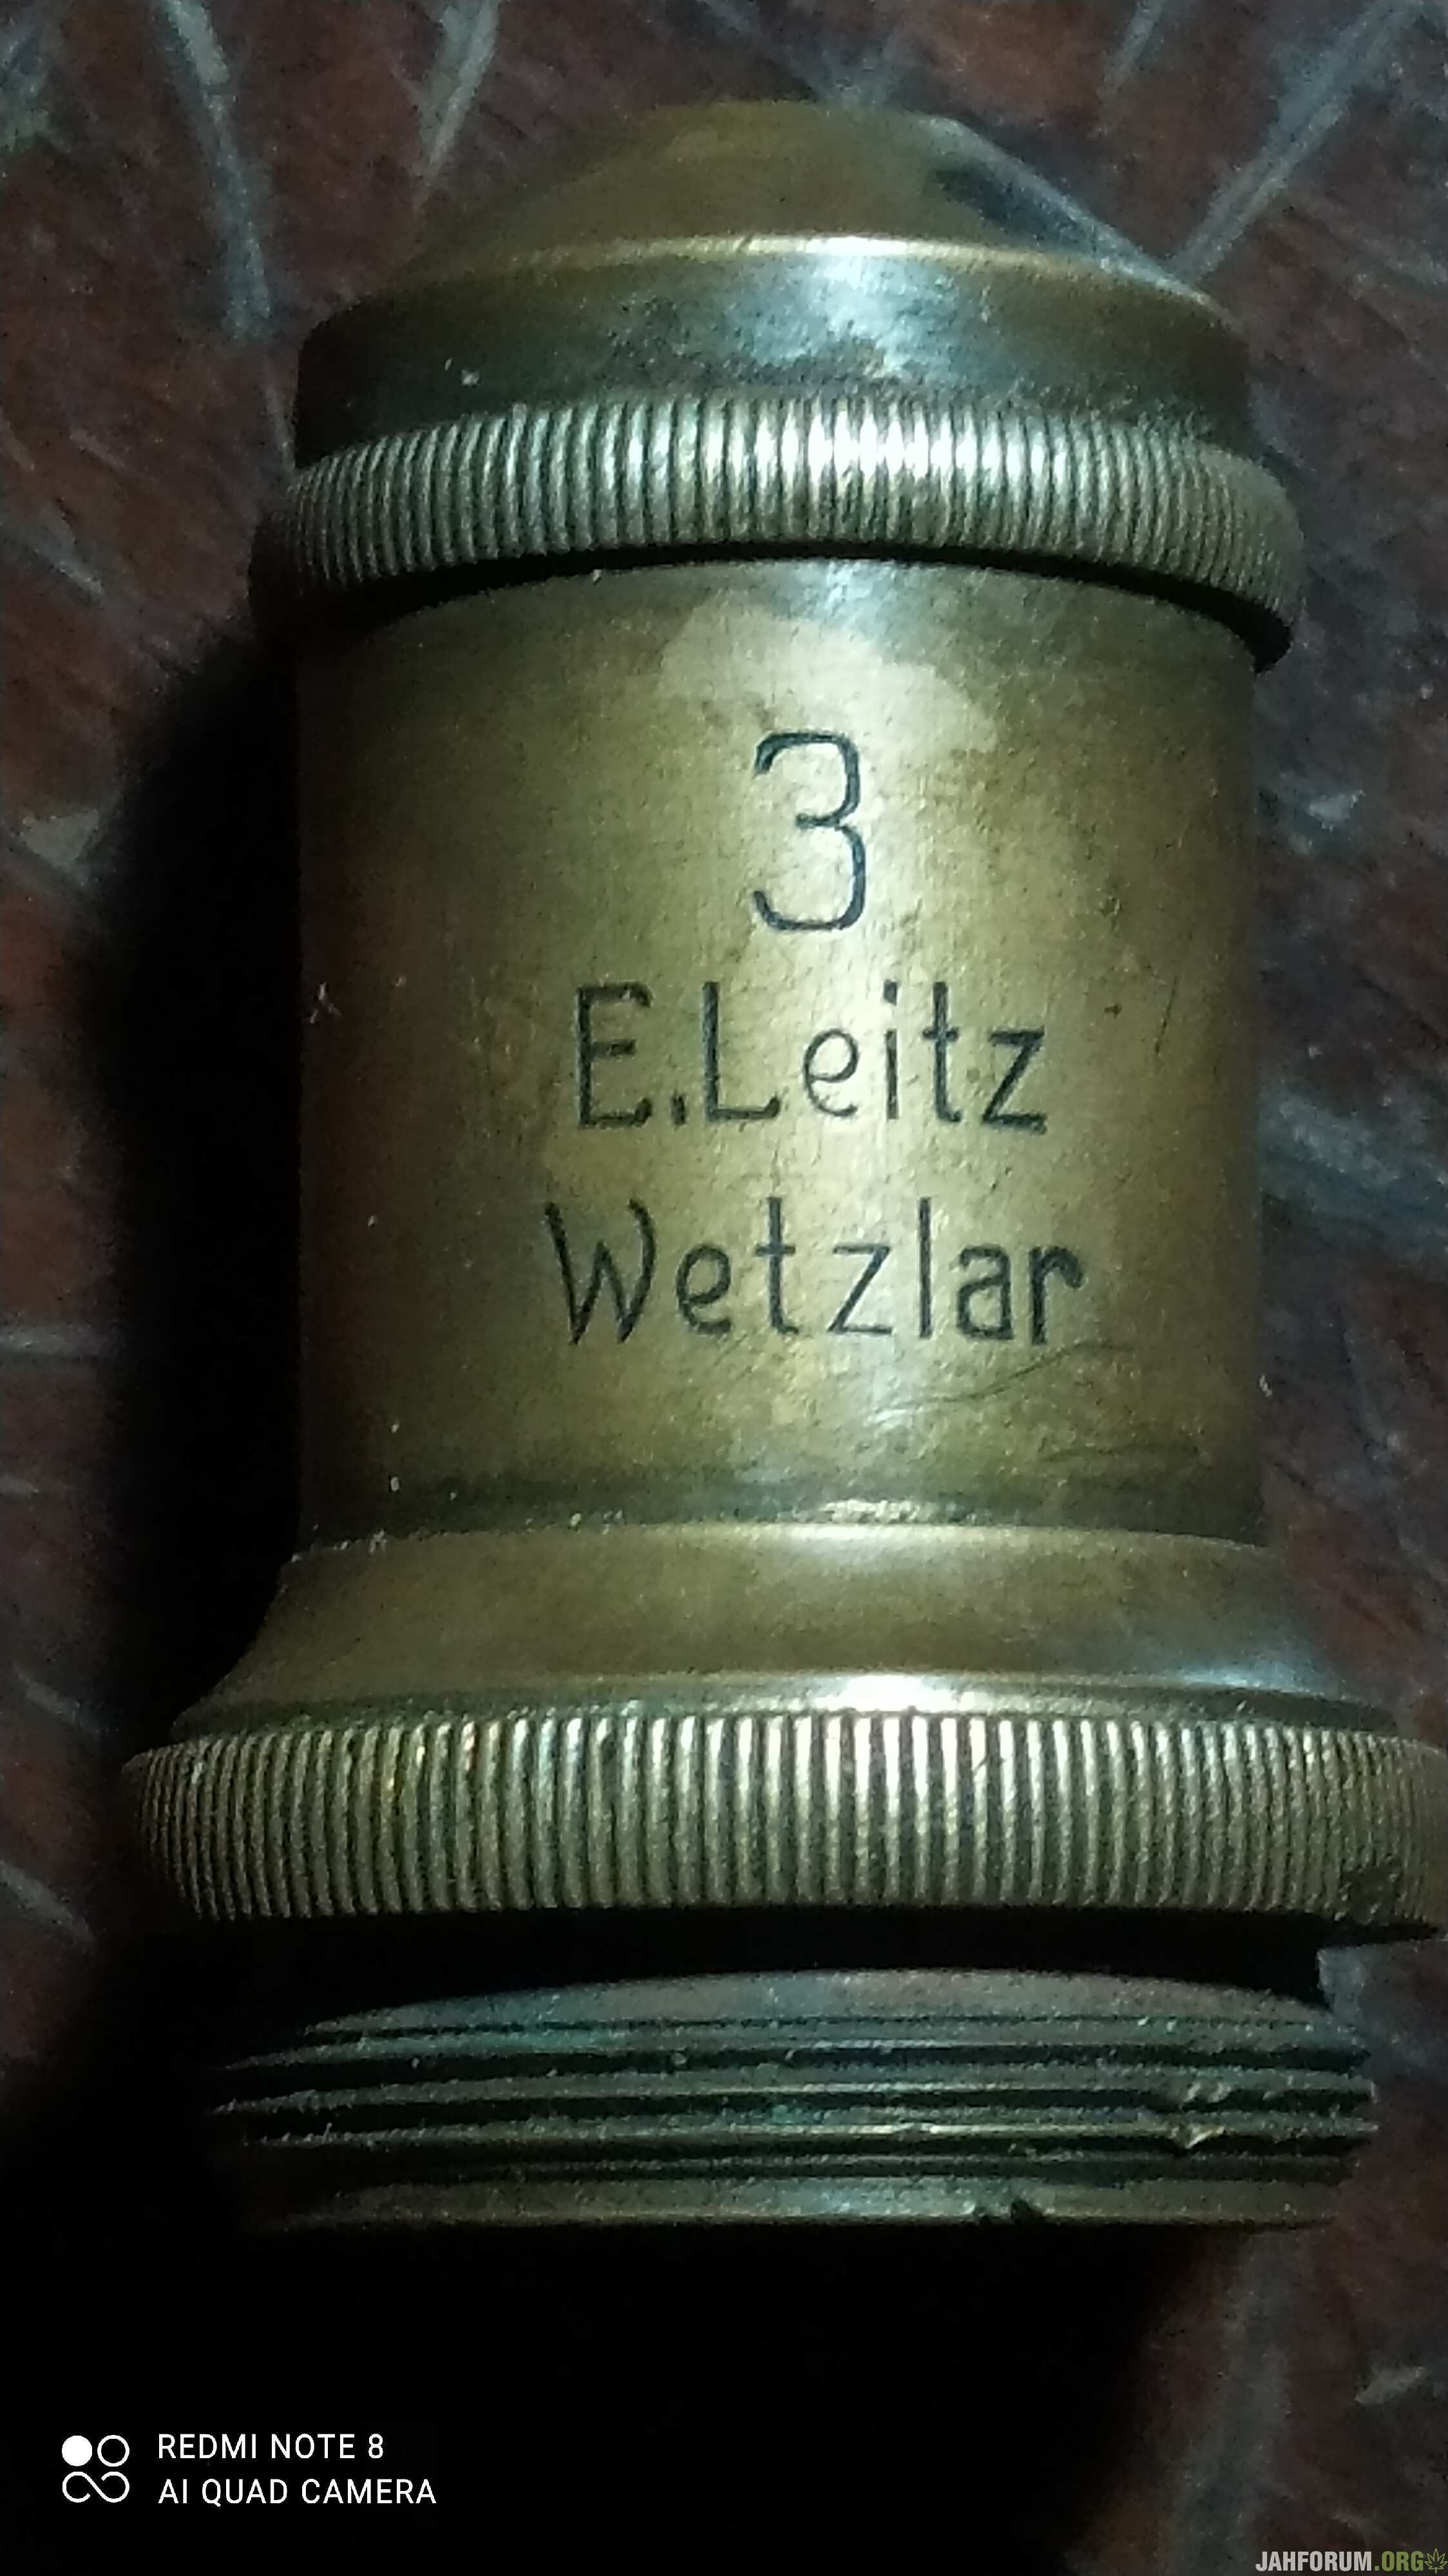 3
E.Leitz
Wetzlar
REDMI NOTE 8
AI QUAD CAMERA
JAHFORUM.ORG